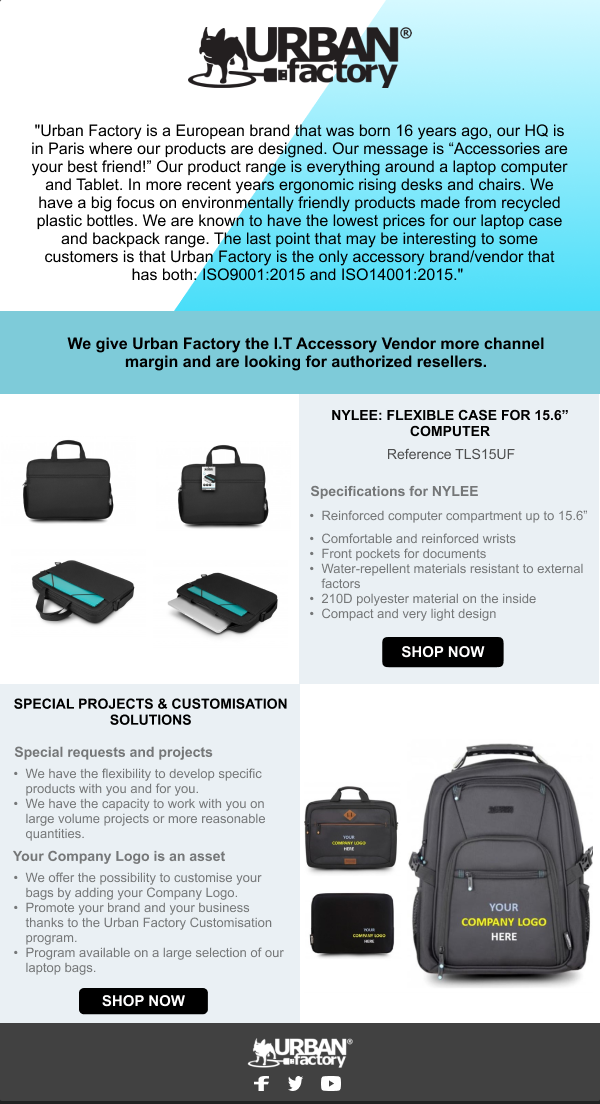 URBAN®
factory
"Urban Factory is a European brand that was born 16 years ago, our HQ is
in Paris where our products are designed. Our message is “Accessories are
your best friend!” Our product range is everything around a laptop computer
and Tablet. In more recent years ergonomic rising desks and chairs. We
have a big focus on environmentally friendly products made from recycled
plastic bottles. We are known to have the lowest prices for our laptop case
and backpack range. The last point that may be interesting to some
customers is that Urban Factory is the only accessory brand/vendor that
has both: ISO9001:2015 and ISO14001:2015."
We give Urban Factory the I.T Accessory Vendor more channel
margin and are looking for authorized resellers.
NYLEE: FLEXIBLE CASE FOR 15.6”
COMPUTER
Reference TLS15UF
Specifications for NYLEE
• Reinforced computer compartment up to 15.6”
• Comfortable and reinforced wrists
• Front pockets for documents
• Water-repellent materials resistant to external
factors
• 210D polyester material on the inside
• Compact and very light design
SHOP NOW
SPECIAL PROJECTS & CUSTOMISATION
SOLUTIONS
Special requests and projects
• We have the flexibility to develop specific
products with you and for you.
• We have the capacity to work with you on
large volume projects or more reasonable
quantities.
Your Company Logo is an asset
• We offer the possibility to customise your
bags by adding your Company Logo.
• Promote your brand and your business
thanks to the Urban Factory Customisation
program.
• Program available on a large selection of our
laptop bags.
SHOP NOW
YOUR
COMPANY LOGO
HERE
YOUR
COMPANY LOGO
HERE
YOUR
COMPANY LOGO
HERE
URBAN®
factory